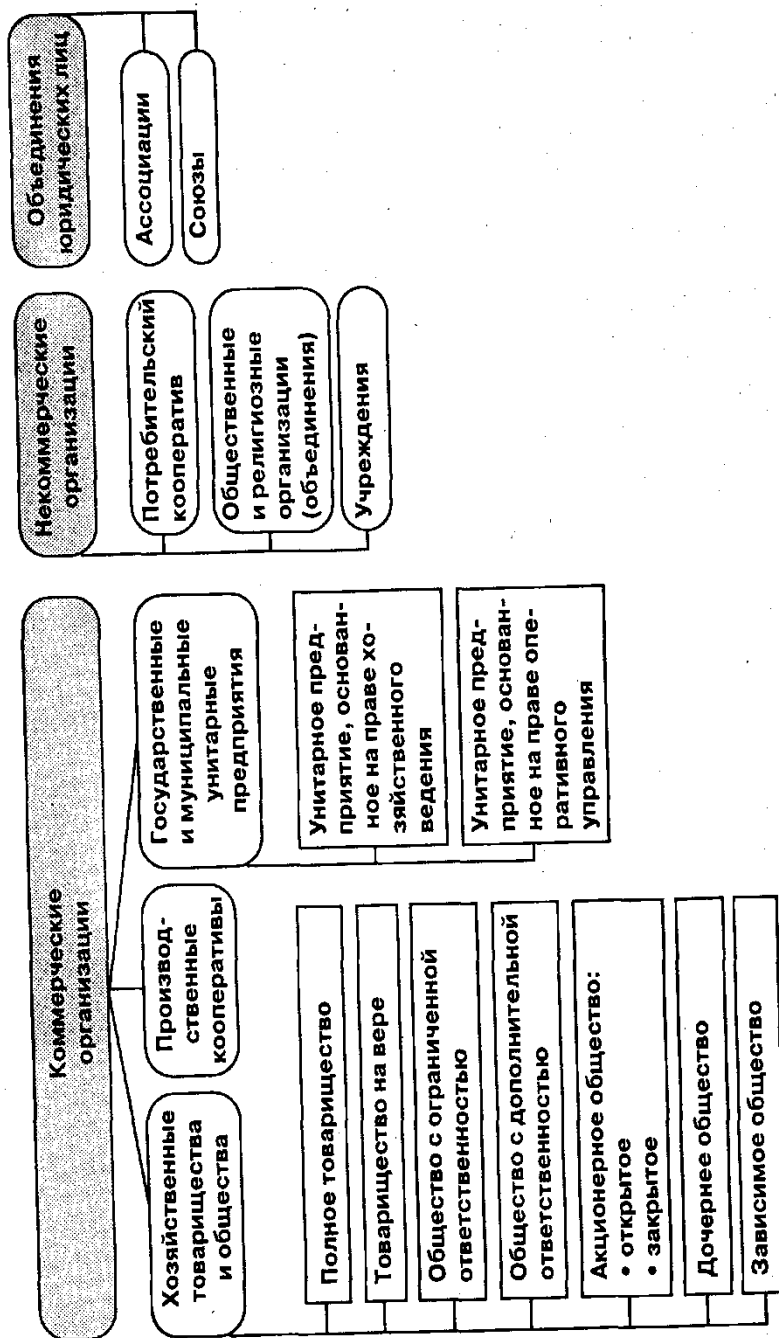 Коммерческие
организации
Хозяйственные
товарищества
и общества
Производ-
ственные
кооперативы
Государственные
и муниципальные
унитарные
предприятия
Полное товарищество
Товарищество на вере
Общество с ограниченной
ответственностью
Общество с дополнительной
ответственностью
Акционерное общество:
• открытое
• закрытое
Дочернее общество
Зависимое общество
Унитарное пред-
приятие, основан-
ное на праве хо-
зяйственного
ведения
Унитарное пред-
приятие, основан-
ное на праве опе-
ративного
управления
Некоммерческие
организации
Потребительский
кооператив
Общественные
и религиозные
организации
(объединения)
Учреждения
Объединения
юридических лиц
Ассоциации
Союзы